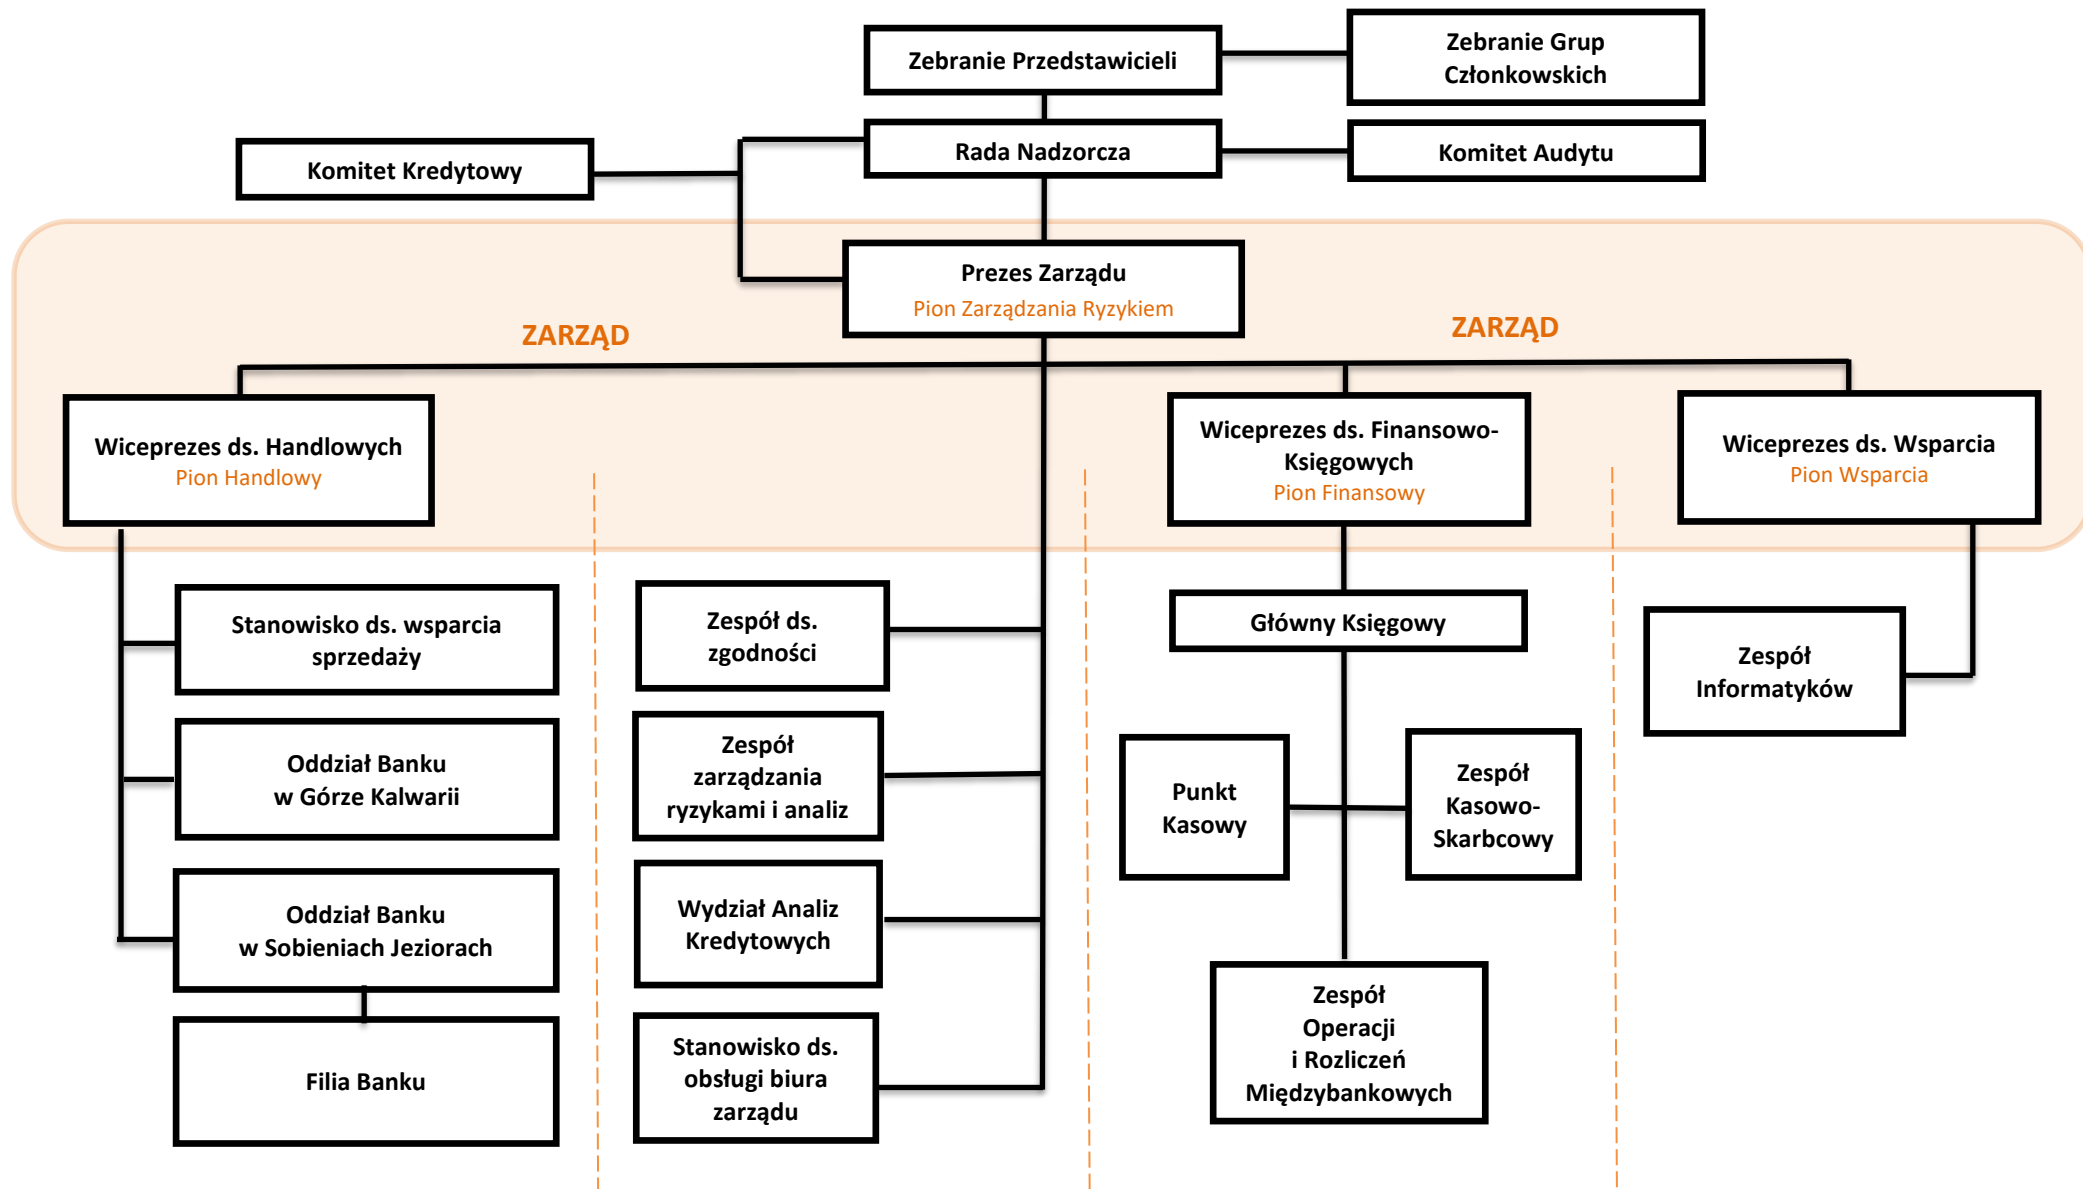 Zebranie Przedstawicieli
Zebranie Grup
Członkowskich
Komitet Kredytowy
Rada Nadzorcza
Komitet Audytu
Prezes Zarządu
Pion Zarządzania Ryzykiem
ZARZĄD
ZARZĄD
Wiceprezes ds. Handlowych
Pion Handlowy
Wiceprezes ds. Finansowo-
Księgowych
Pion Finansowy
Wiceprezes ds. Wsparcia
Pion Wsparcia
Stanowisko ds. wsparcia
sprzedaży
Oddział Banku
w Górze Kalwarii
Oddział Banku
w Sobieniach Jeziorach
Filia Banku
Zespół ds.
zgodności
Zespół
zarządzania
ryzykami i analiz
Wydział Analiz
Kredytowych
Stanowisko ds.
obsługi biura
zarządu
Główny Księgowy
Punkt
Kasowy
Zespół
Kasowo-
Skarbcowy
Zespół
Operacji
i Rozliczeń
Międzybankowych
Zespół
Informatyków